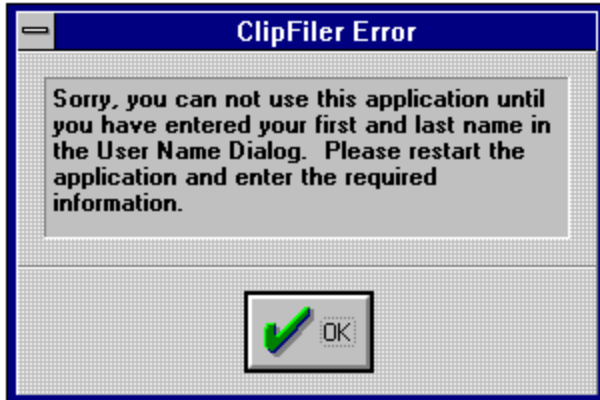 ClipFiler Error
Sorry, you can not use this application until
you have entered your first and last name in
the User Name Dialog.  Please restart the
application and enter the required
information.
OK